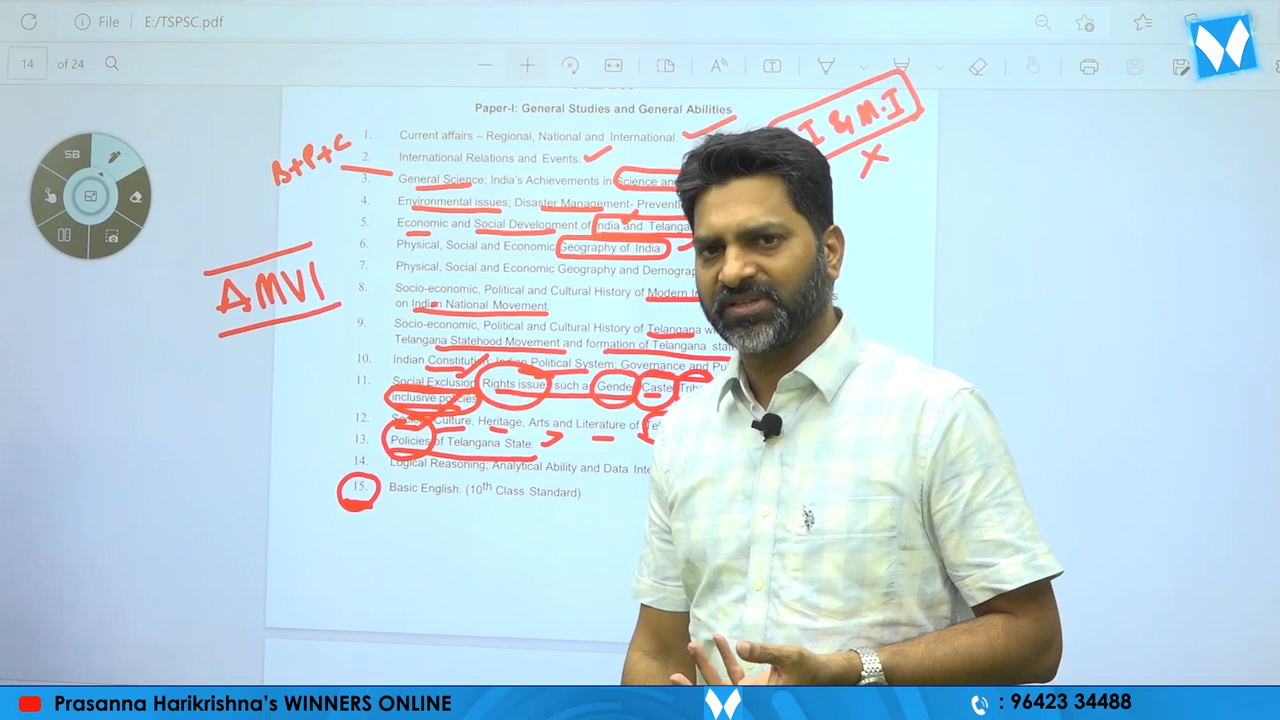 File E:/TSPSC.pdf
14 of 24
Paper-I: General Studies and General Abilities
1. Current affairs – Regional, National and International.
2. International Relations and Events.
B+P+C
3. General Science; India's Achievements in Science and
4. Environmental issues; Disaster Management- Preventi
5. Economic and Social Development of India and Telanga
6. Physical, Social and Economic Geography of India
7. Physical, Social and Economic Geography and Demograp
8. Socio-economic, Political and Cultural History of Modern In
on Indian National Movement.
9. Socio-economic, Political and Cultural History of Telangana wi
Telangana Statehood Movement and formation of Telangana state
10. Indian Constitution; Indian Political System; Governance and Pu
11. Social Exclusion Rights issues such as Gender Caste Trib
inclusive policies
12. Culture, Heritage, Arts and Literature of
13. Policies of Telangana State.
14. Logical Reasoning; Analytical Ability and Data Inte
15. Basic English. (10th Class Standard)
I & M.I
X
AMVI
SB
Prasanna Harikrishna's WINNERS ONLINE
: 96423 34488